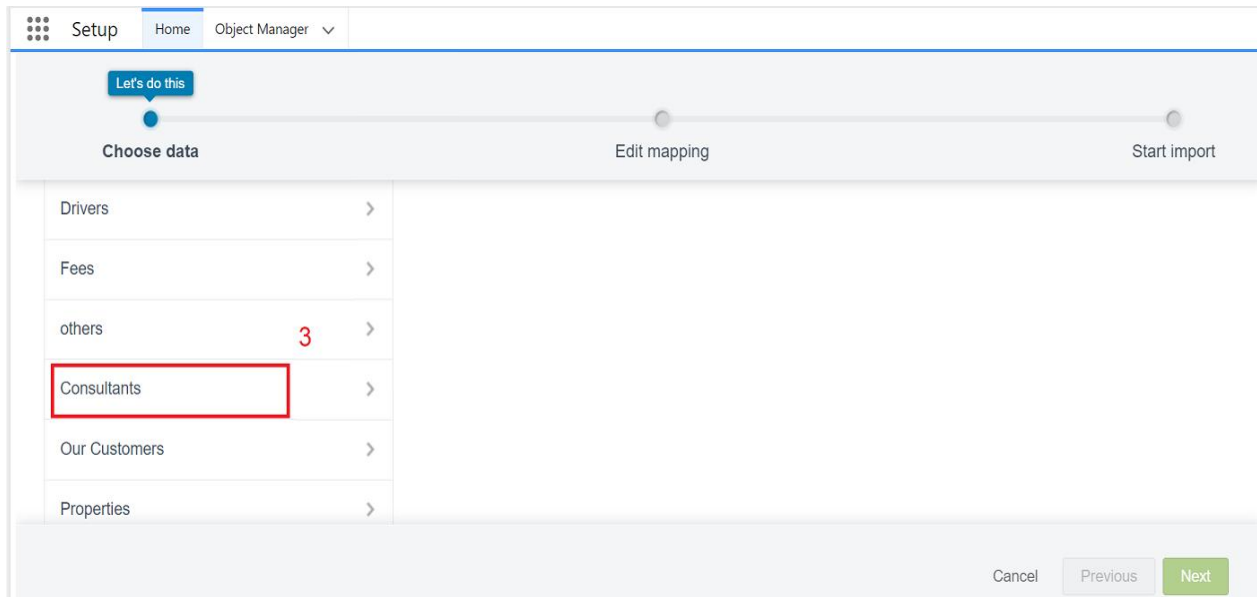 Setup Home Object Manager
Let's do this
Choose data Edit mapping Start import
Drivers
Fees
others 3
Consultants
Our Customers
Properties
Cancel Previous Next